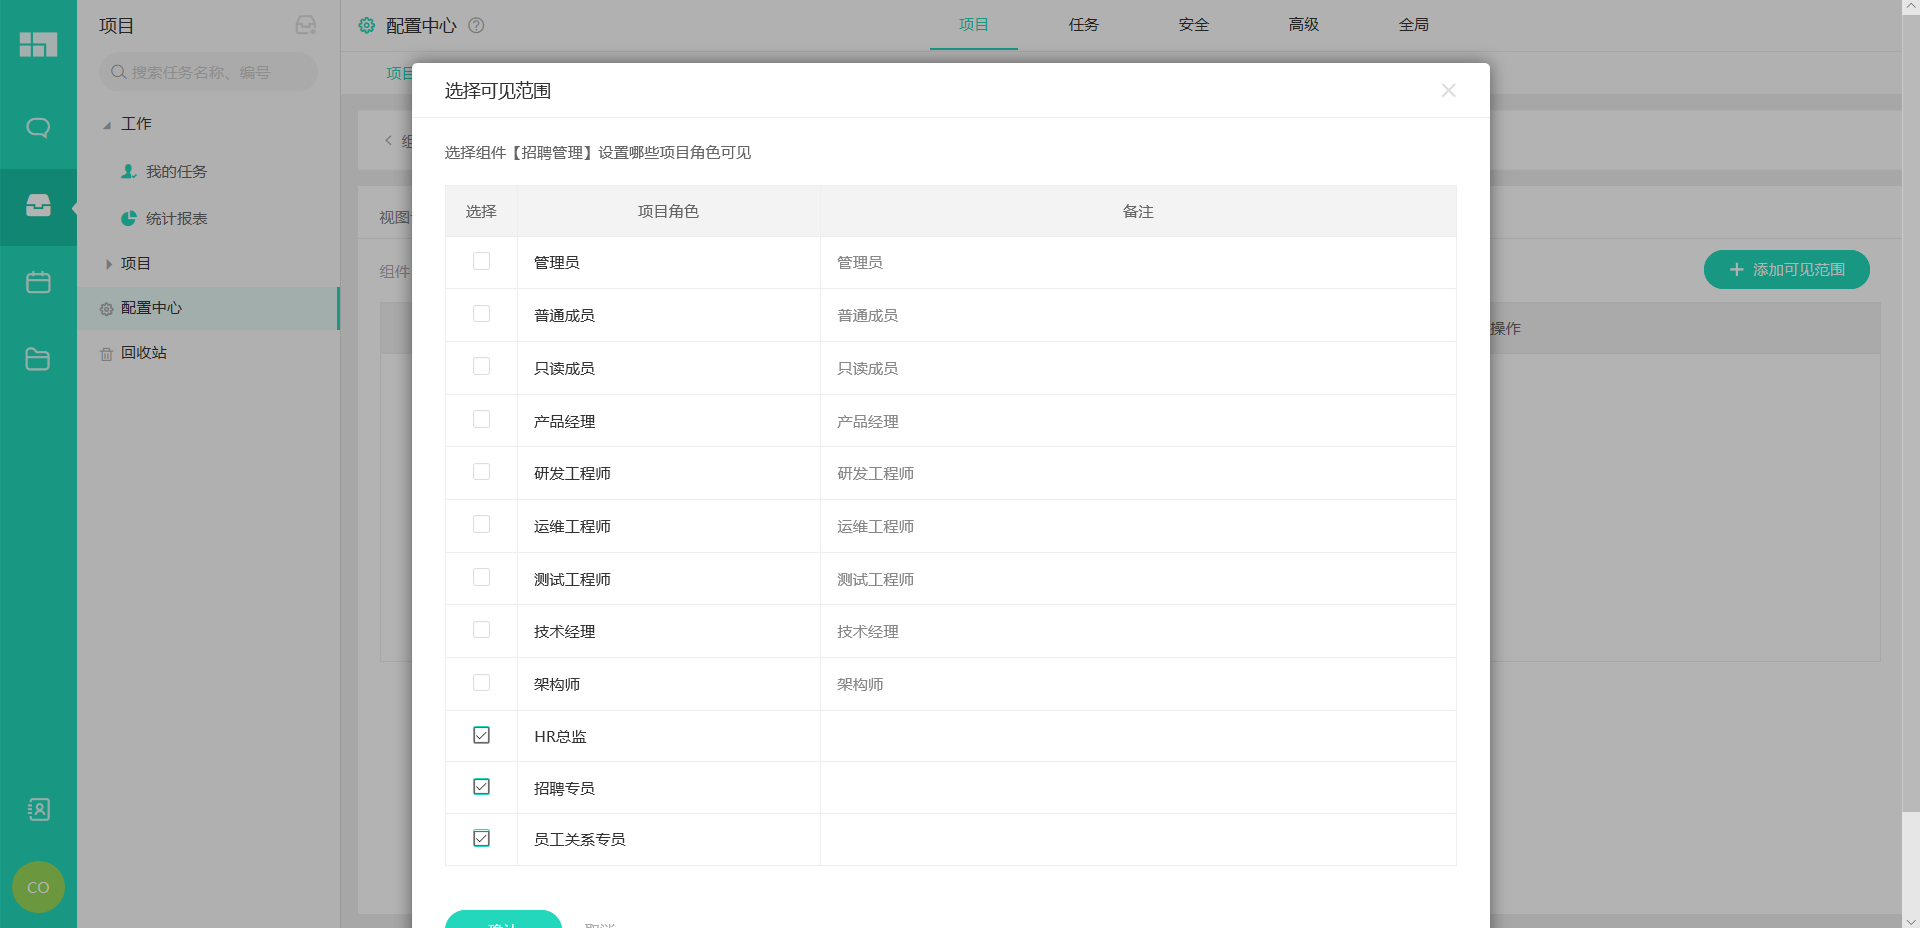 项目
搜索任务名称、编号
工作
我的任务
统计报表
项目
配置中心
回收站
CO
配置中心
项目
任务
安全
高级
全局
项目
组
视图
组件
添加可见范围
操作
选择可见范围
选择组件【招聘管理】设置哪些项目角色可见
选择 项目角色 备注
管理员 管理员
普通成员 普通成员
只读成员 只读成员
产品经理 产品经理
研发工程师 研发工程师
运维工程师 运维工程师
测试工程师 测试工程师
技术经理 技术经理
架构师 架构师
HR总监
招聘专员
员工关系专员
确认 取消